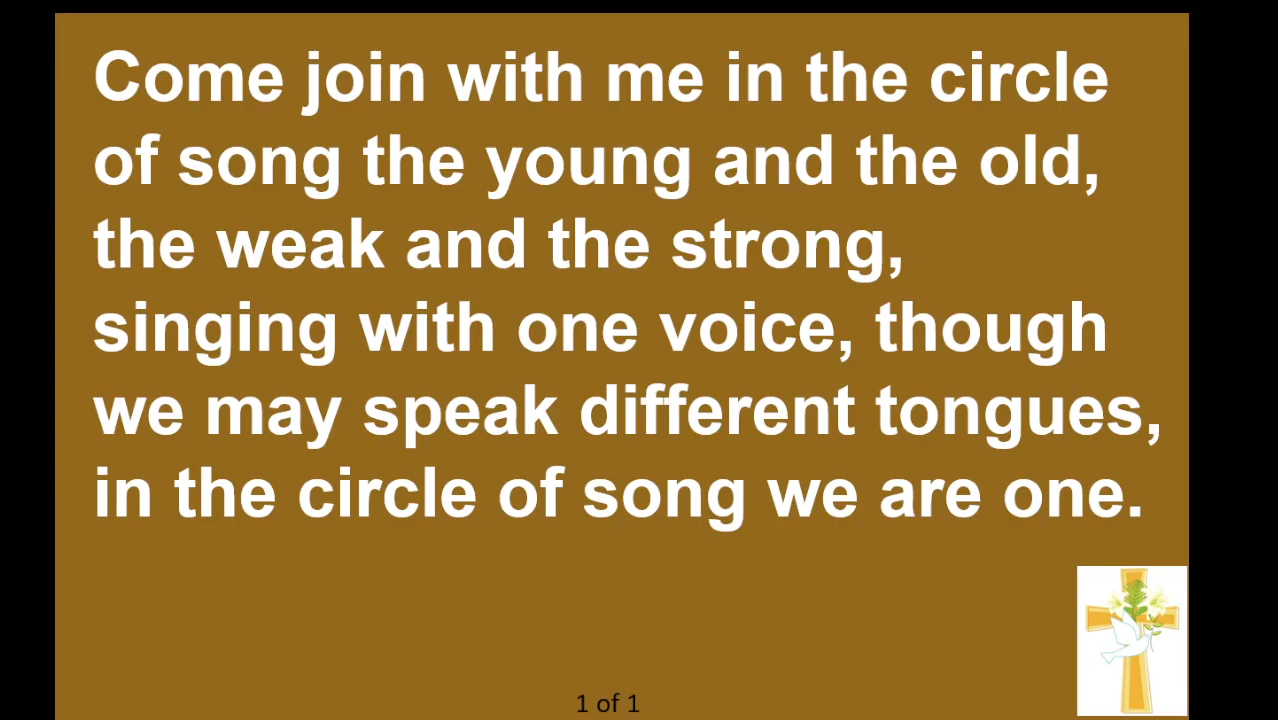 Come join with me in the circle
of song the young and the old,
the weak and the strong,
singing with one voice, though
we may speak different tongues,
in the circle of song we are one.
1 of 1